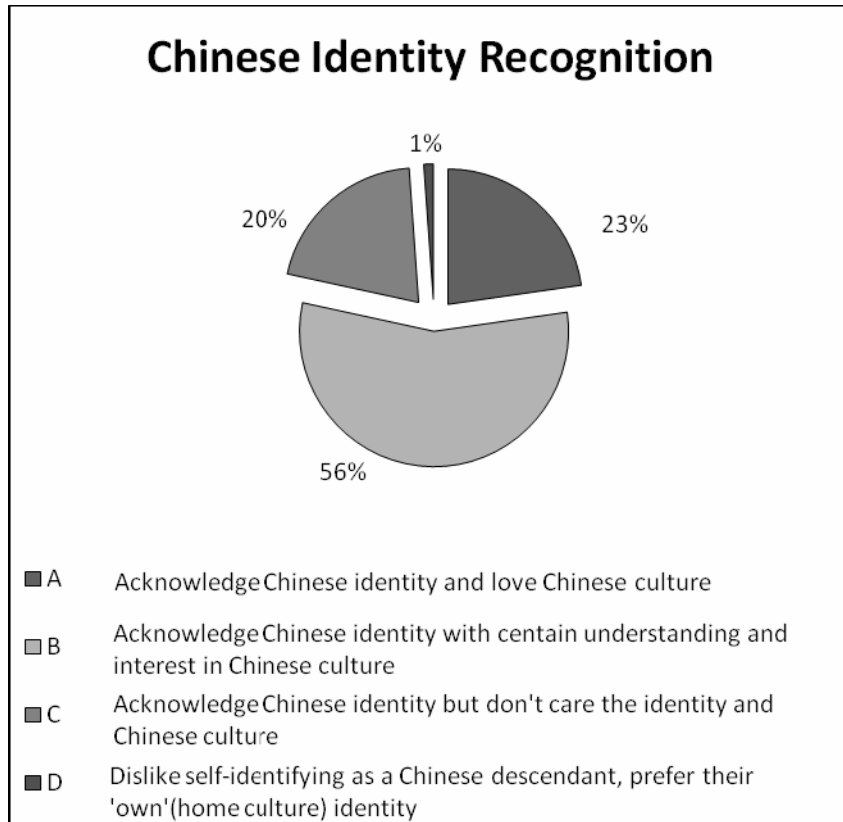 Chinese Identity Recognition
1%
20%
23%
56%
A Acknowledge Chinese identity and love Chinese culture
B Acknowledge Chinese identity with centain understanding and
interest in Chinese culture
C Acknowledge Chinese identity but don't care the identity and
Chinese culture
D Dislike self-identifying as a Chinese descendant, prefer their
'own'(home culture) identity